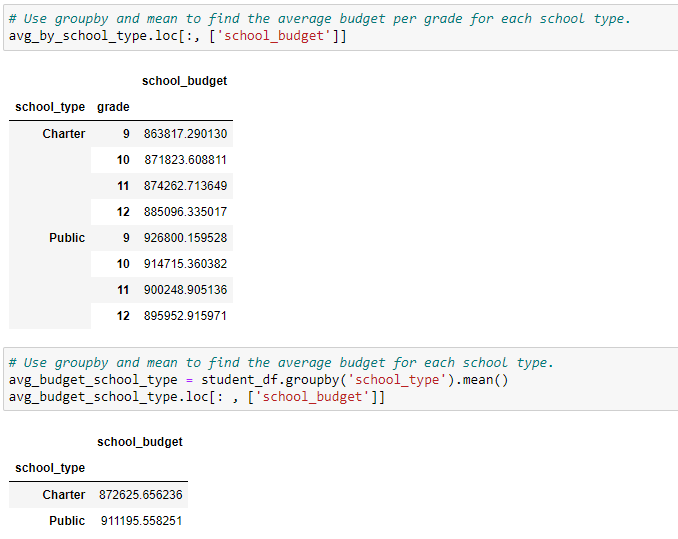 # Use groupby and mean to find the average budget per grade for each school type.
avg_by_school_type.loc[:, ['school_budget']]
school_budget
school_type grade
Charter 9 863817.290130
10 871823.608811
11 874262.713649
12 885096.335017
Public 9 926800.159528
10 914715.360382
11 900248.905136
12 895952.915971
# Use groupby and mean to find the average budget for each school type.
avg_budget_school_type = student_df.groupby('school_type').mean()
avg_budget_school_type.loc[: , ['school_budget']]
school_budget
school_type
Charter 872625.656236
Public 911195.558251